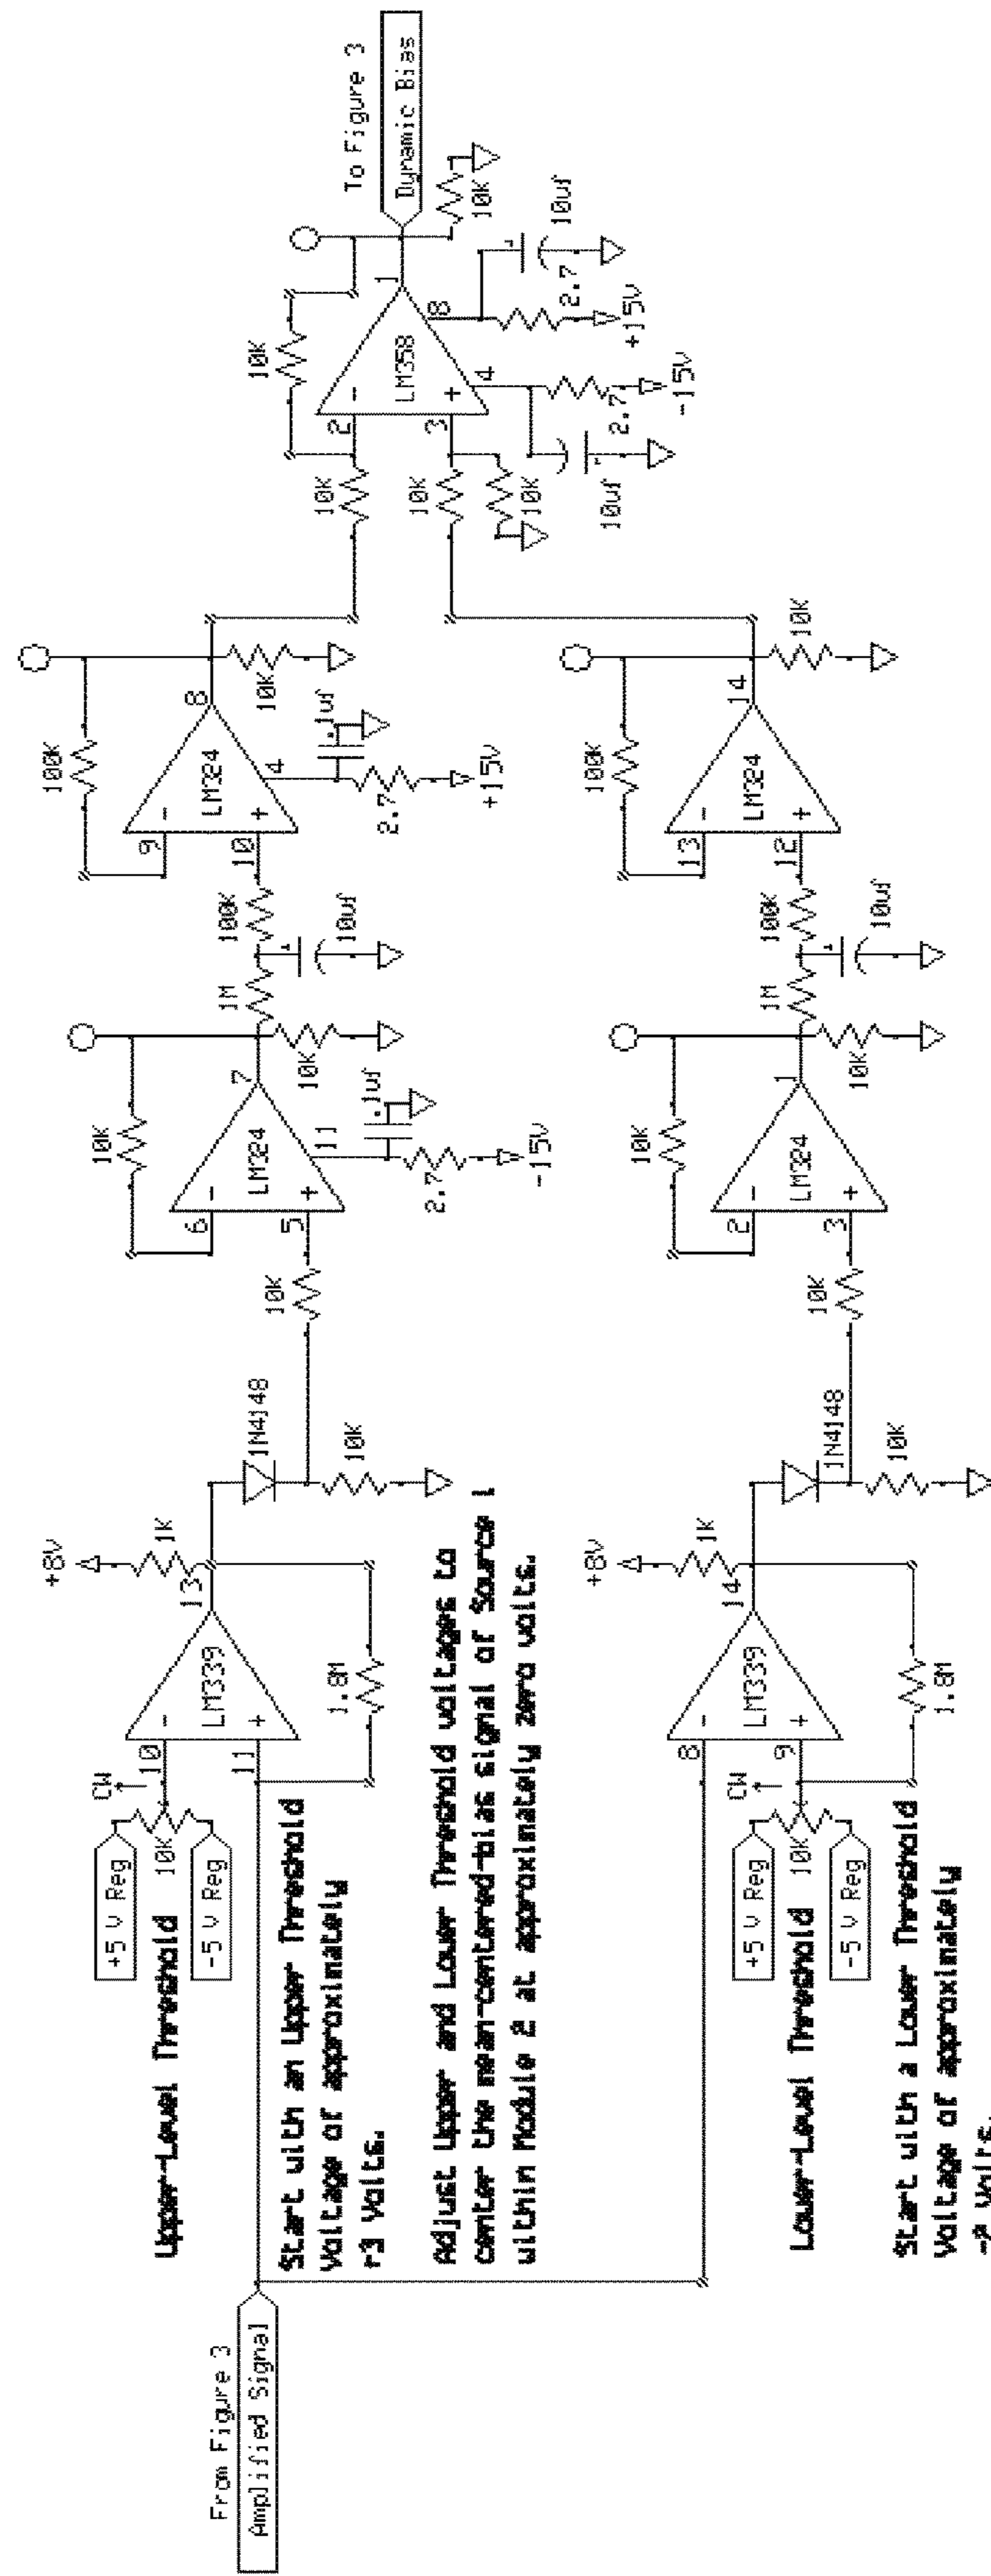 From Figure 3
Amplified Signal
Upper-Level Threshold
+5 V Reg
10K
-5 V Reg
CW
10
11
-
+
LM339
13
+8V
1K
1.8M
1N4148
10K
Start with an Upper Threshold
Voltage of approximately
Volts.
Adjust Upper and Lower Threshold voltages to
center the mean-centered-bias signal of Source 1
within Module 2 at approximately zero volts.
10K
6
5
-
+
LM324
7
11
10K
.1uf
2.7
-15V
10K
1M
10uf
100K
9
10
-
+
LM324
8
4
100K
.1uf
2.7
+15V
10K
Lower-Level Threshold
+5 V Reg
10K
-5 V Reg
CW
8
9
-
+
LM339
14
+8V
1K
1.8M
1N4148
10K
Start with a Lower Threshold
Voltage of approximately
Volts.
10K
2
3
-
+
LM324
1
10K
10K
1M
10uf
100K
13
12
-
+
LM324
14
100K
10K
10K
10K
10K
2
3
-
+
LM358
1
8
4
10K
10uf
2.7
-15V
2.7
+15V
10uf
10K
To Figure 3
Dynamic Bias